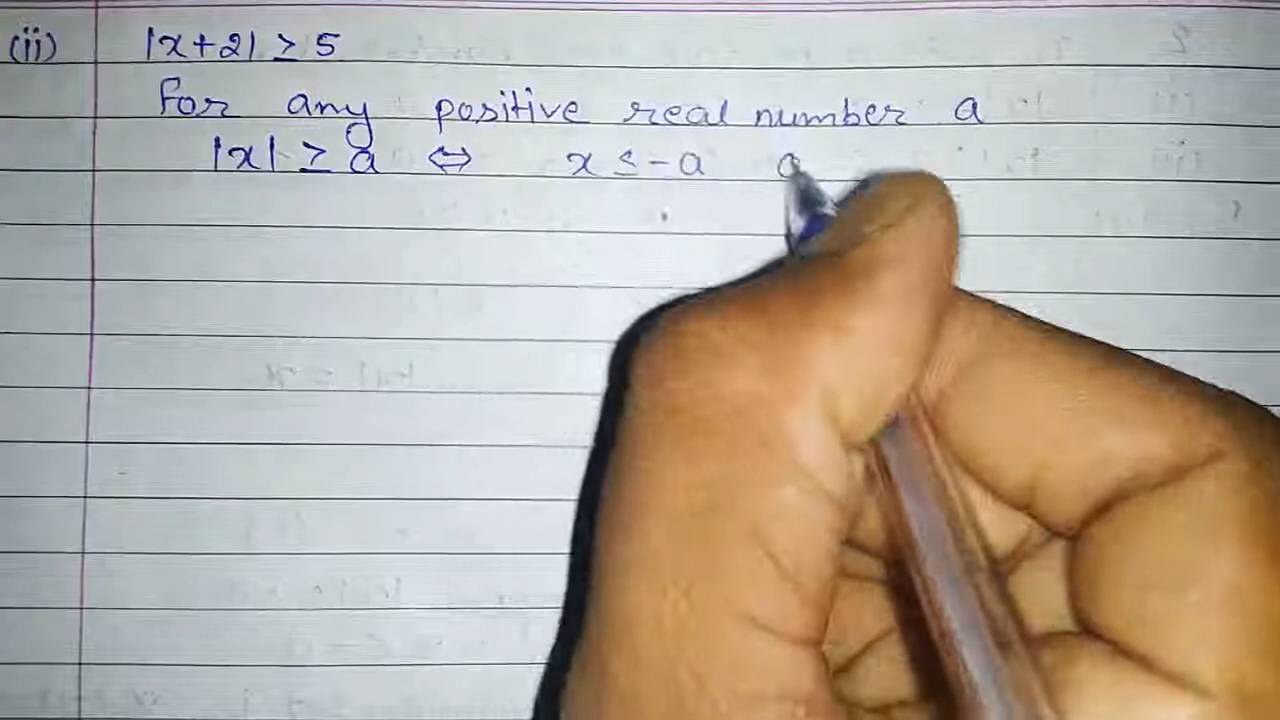 (ii) |x+2| ≥ 5
for any positive real number a
|x| ≥ a ⇔ x ≤ -a